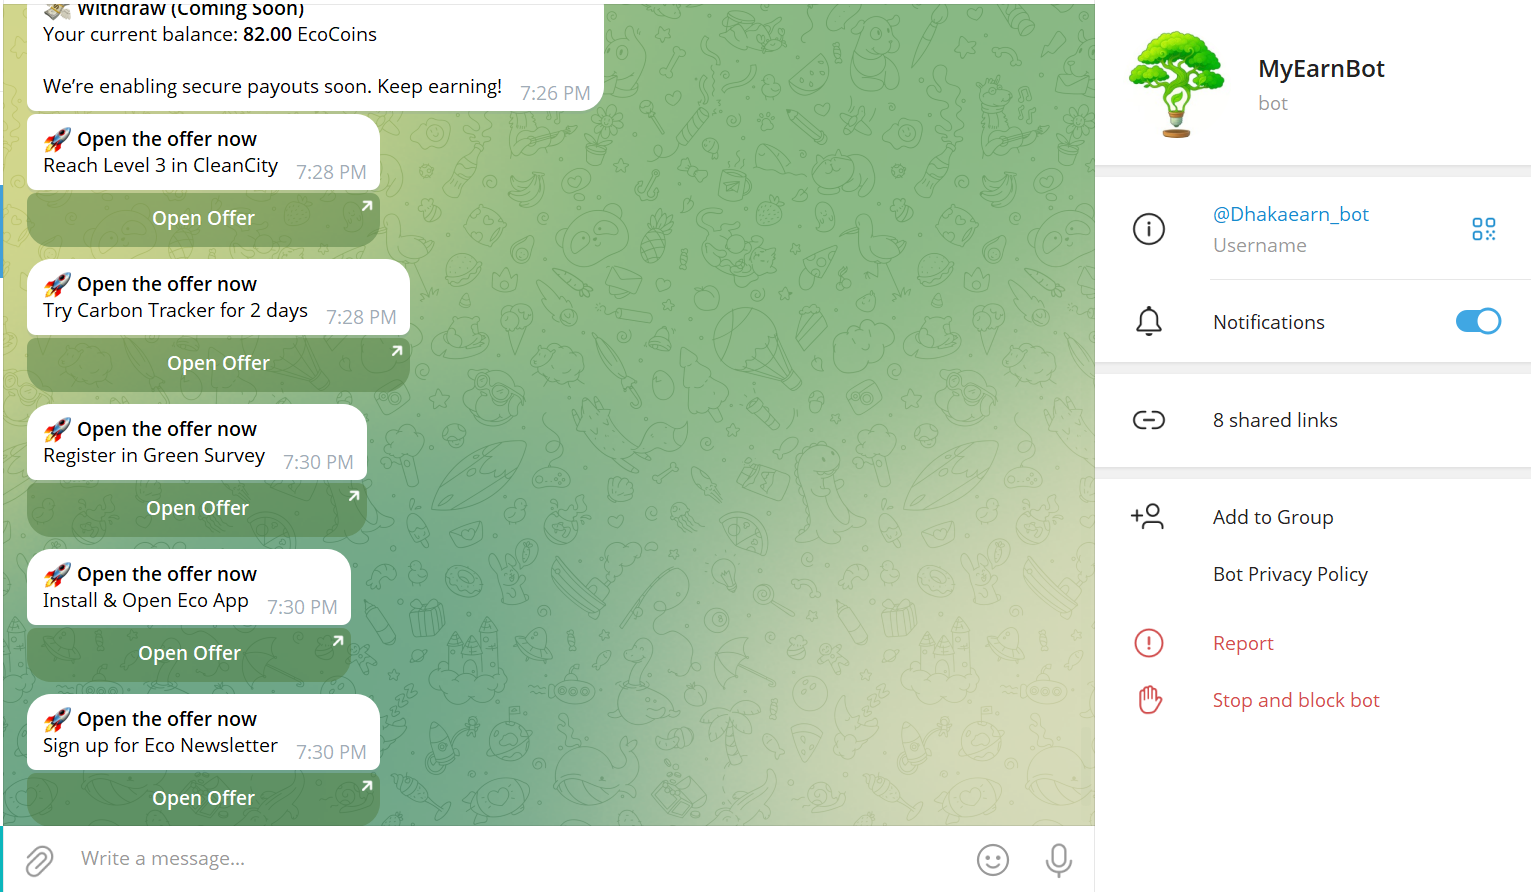 Withdraw (Coming Soon)
Your current balance: 82.00 EcoCoins
We’re enabling secure payouts soon. Keep earning!
7:26 PM
Open the offer now
Reach Level 3 in CleanCity
7:28 PM
Open Offer
Open the offer now
Try Carbon Tracker for 2 days
7:28 PM
Open Offer
Open the offer now
Register in Green Survey
7:30 PM
Open Offer
Open the offer now
Install & Open Eco App
7:30 PM
Open Offer
Open the offer now
Sign up for Eco Newsletter
7:30 PM
Open Offer
Write a message...
MyEarnBot
bot
@Dhakaearn_bot
Username
Notifications
8 shared links
Add to Group
Bot Privacy Policy
Report
Stop and block bot